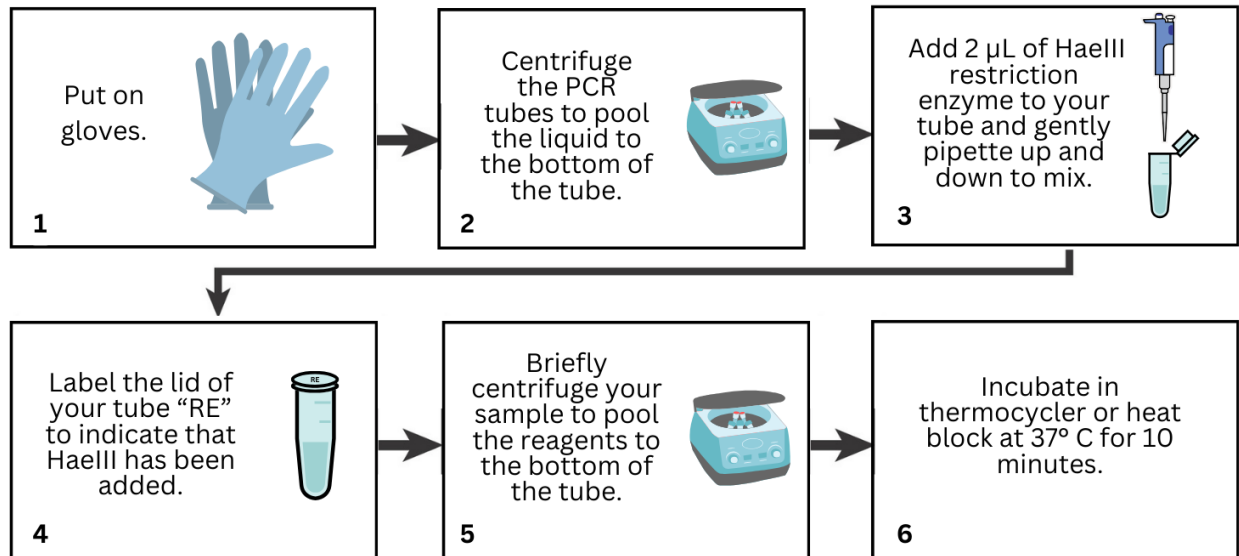 Put on
gloves.
1
Centrifuge
the PCR
tubes to pool
the liquid to
the bottom of
the tube.
2
Add 2 µL of HaeIII
restriction
enzyme to your
tube and gently
pipette up and
down to mix.
3
Label the lid of
your tube “RE”
to indicate that
HaeIII has been
added.
RE
4
Briefly
centrifuge your
sample to pool
the reagents to
the bottom of
the tube.
5
Incubate in
thermocycler or heat
block at 37º C for 10
minutes.
6